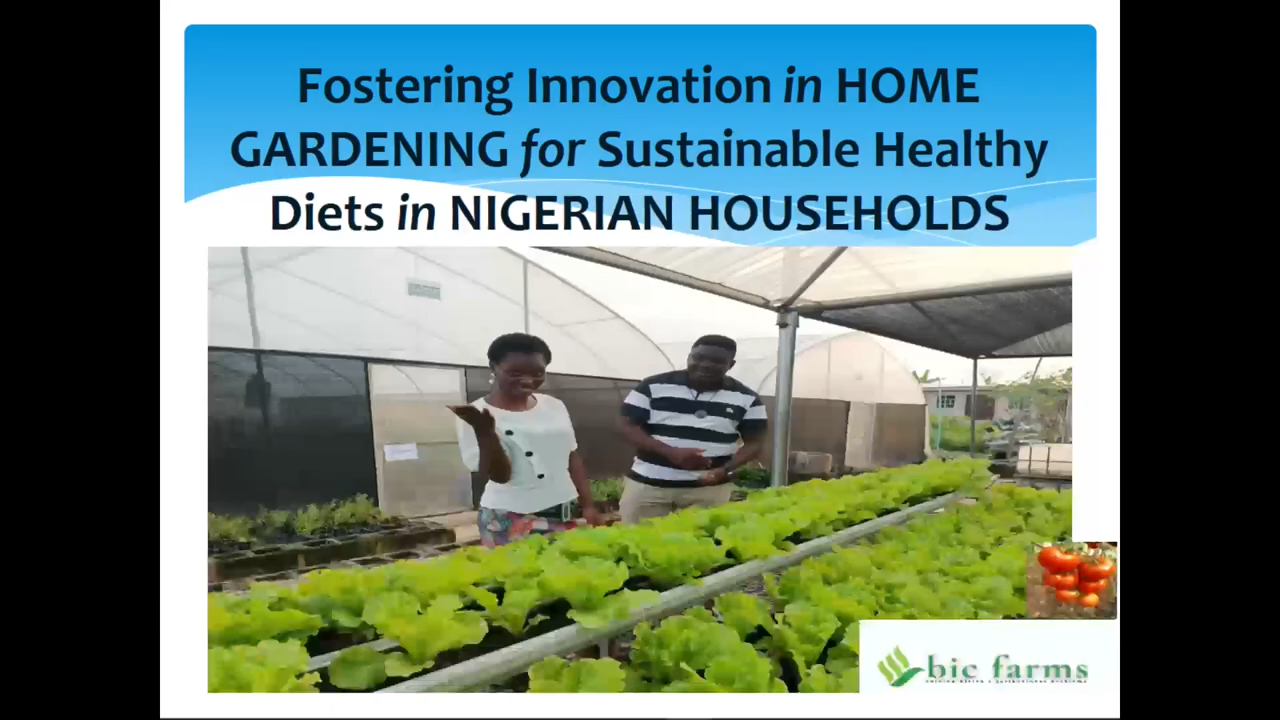 Fostering Innovation in HOME
GARDENING for Sustainable Healthy
Diets in NIGERIAN HOUSEHOLDS
bic farms